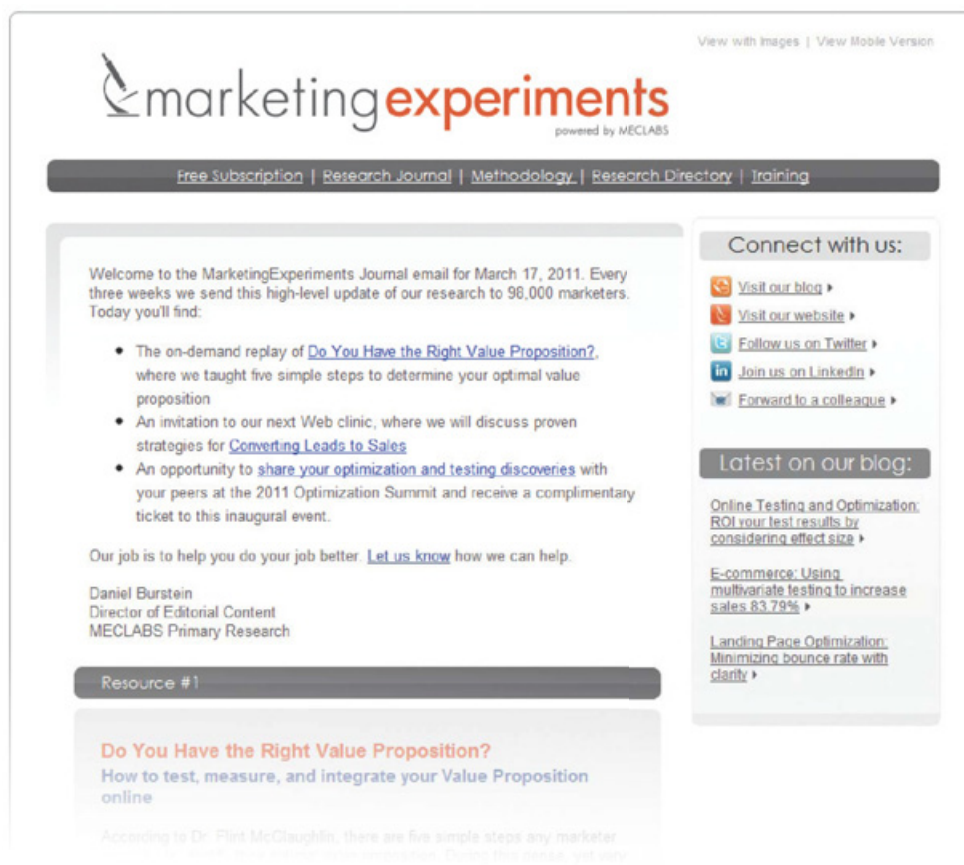 View with Images | View Mobile Version
marketingexperiments
powered by MECLABS
Free Subscription | Research Journal | Methodology | Research Directory | Training
Welcome to the MarketingExperiments Journal email for March 17, 2011. Every
three weeks we send this high-level update of our research to 98,000 marketers.
Today you'll find:
• The on-demand replay of Do You Have the Right Value Proposition?,
where we taught five simple steps to determine your optimal value
proposition
• An invitation to our next Web clinic, where we will discuss proven
strategies for Converting Leads to Sales
• An opportunity to share your optimization and testing discoveries with
your peers at the 2011 Optimization Summit and receive a complimentary
ticket to this inaugural event.
Our job is to help you do your job better. Let us know how we can help.
Daniel Burstein
Director of Editorial Content
MECLABS Primary Research
Resource #1
Do You Have the Right Value Proposition?
How to test, measure, and integrate your Value Proposition
online
According to Dr. Flint McGlaughlin, there are five simple steps any marketer
Connect with us:
Visit our blog
Visit our website
Follow us on Twitter
in Join us on LinkedIn
Forward to a colleague
Latest on our blog:
Online Testing and Optimization:
ROI your test results by
considering effect size
E-commerce: Using
multivariate testing to increase
sales 83.79%
Landing Page Optimization:
Minimizing bounce rate with
clarity